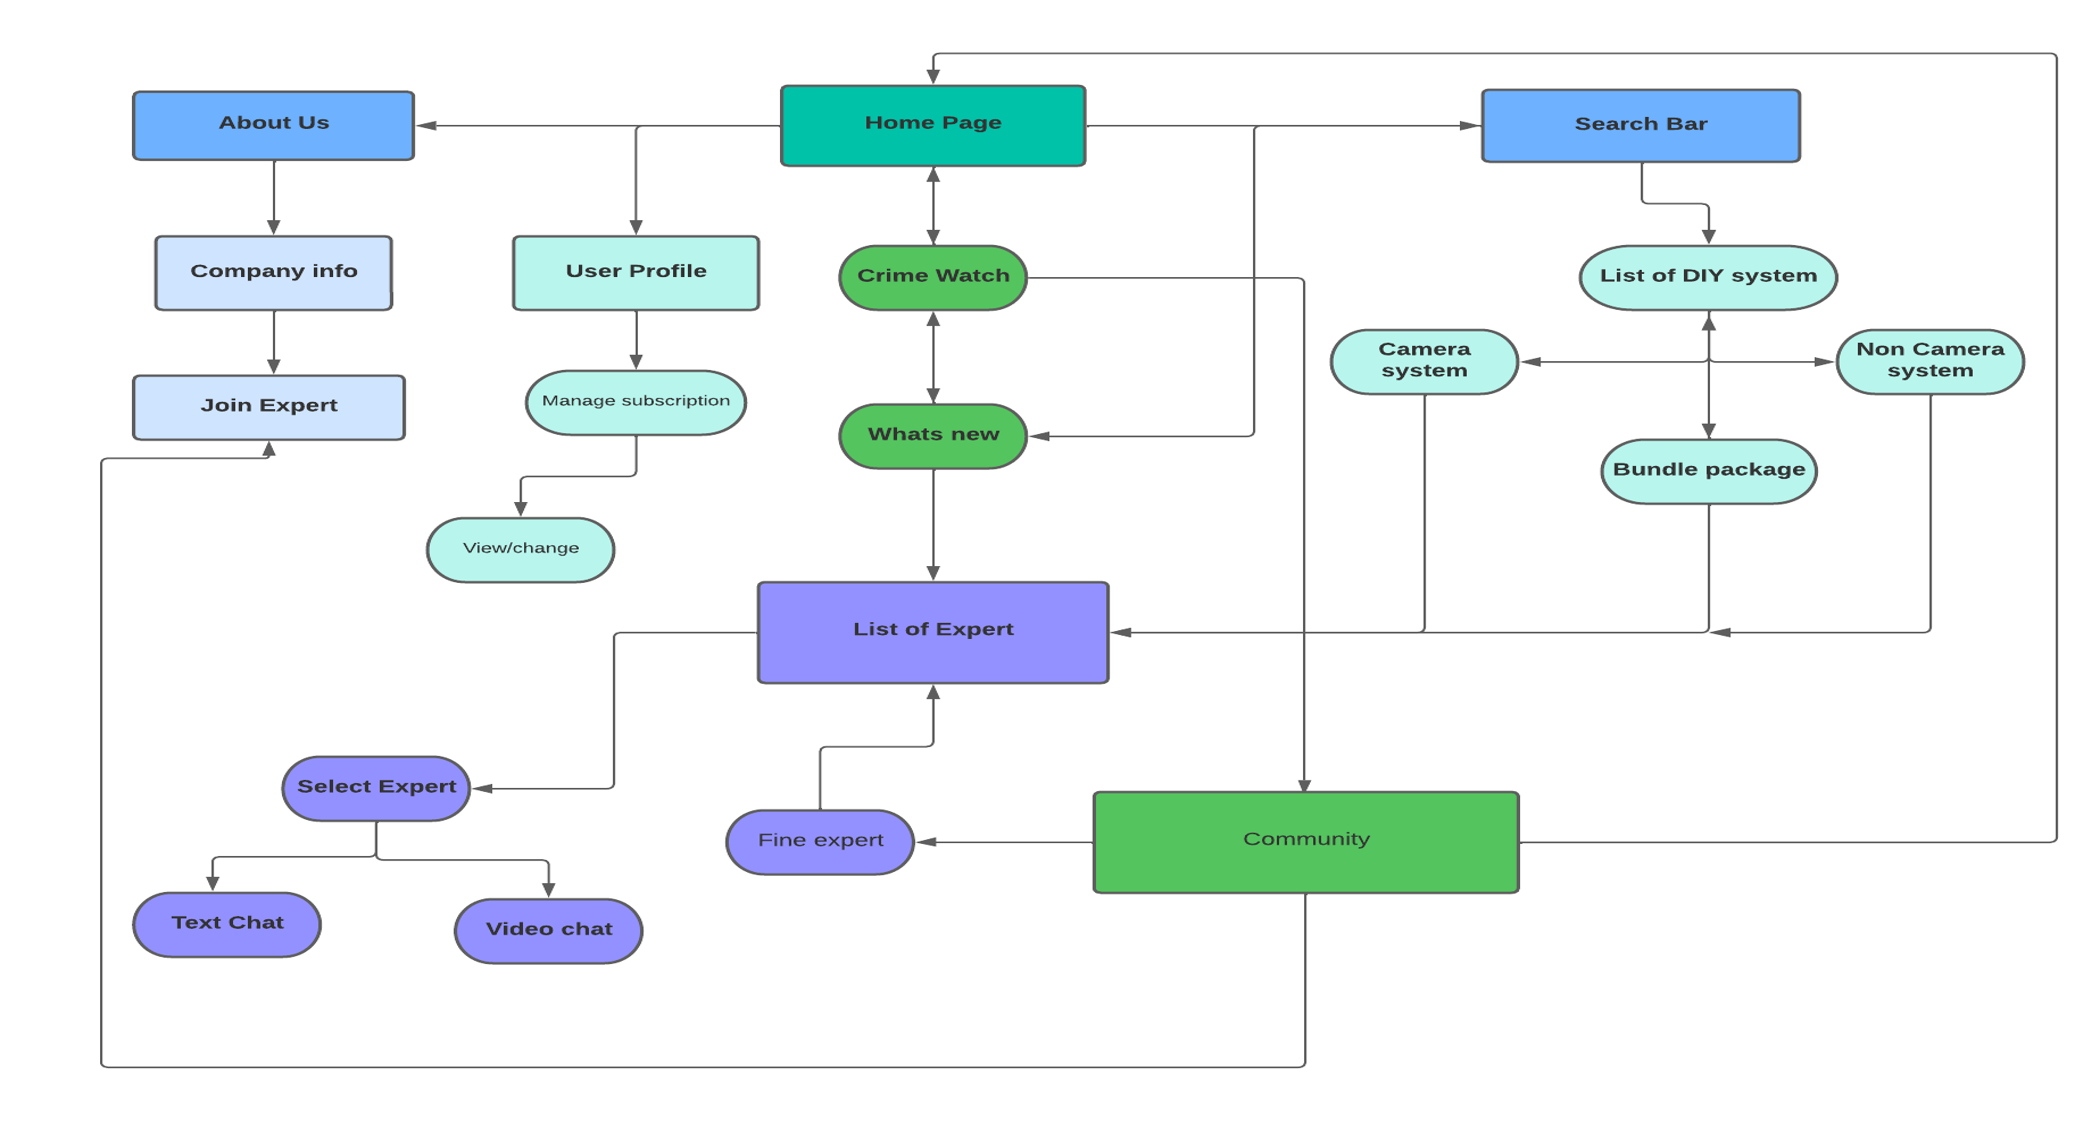 About Us
Home Page
Search Bar
Company info
User Profile
Crime Watch
List of DIY system
Camera
system
Non Camera
system
Join Expert
Manage subscription
Whats new
Bundle package
View/change
List of Expert
Select Expert
Fine expert
Community
Text Chat
Video chat